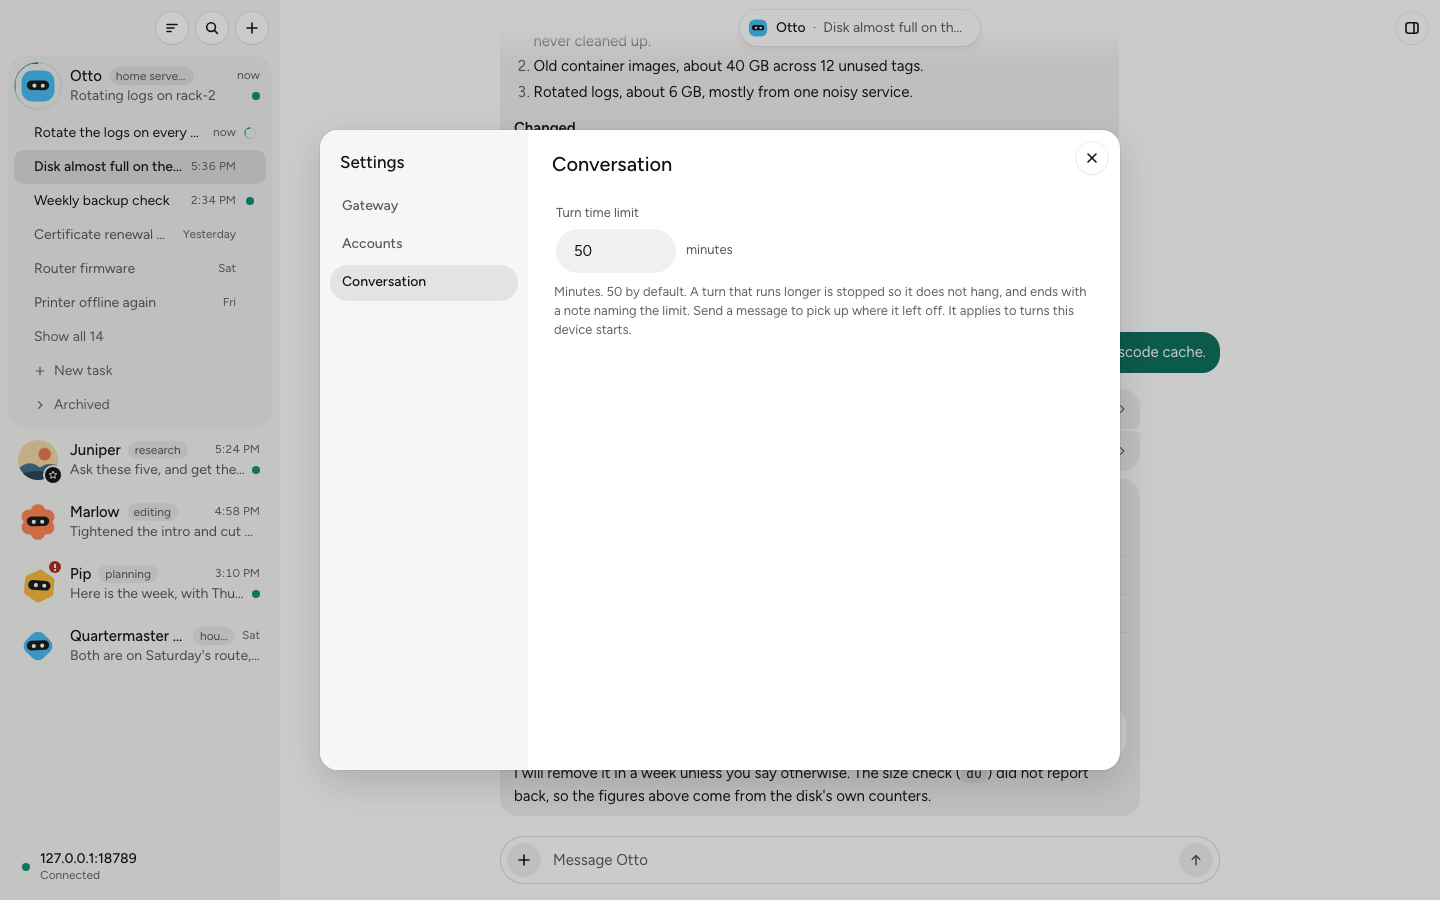 Otto
home serve...
now
Rotating logs on rack-2
Rotate the logs on every ...
now
Disk almost full on the...
5:36 PM
Weekly backup check
2:34 PM
Certificate renewal ...
Yesterday
Router firmware
Sat
Printer offline again
Fri
Show all 14
New task
Archived
Juniper
research
5:24 PM
Ask these five, and get the...
Marlow
editing
4:58 PM
Tightened the intro and cut ...
Pip
planning
3:10 PM
Here is the week, with Thu...
Quartermaster ...
hou...
Sat
Both are on Saturday's route,...
127.0.0.1:18789
Connected
Otto · Disk almost full on th...
never cleaned up.
2. Old container images, about 40 GB across 12 unused tags.
3. Rotated logs, about 6 GB, mostly from one noisy service.
Changed
Settings
Gateway
Accounts
Conversation
Conversation
Turn time limit
50
minutes
Minutes. 50 by default. A turn that runs longer is stopped so it does not hang, and ends with
a note naming the limit. Send a message to pick up where it left off. It applies to turns this
device starts.
scode cache.
I will remove it in a week unless you say otherwise. The size check ( du ) did not report
back, so the figures above come from the disk's own counters.
Message Otto